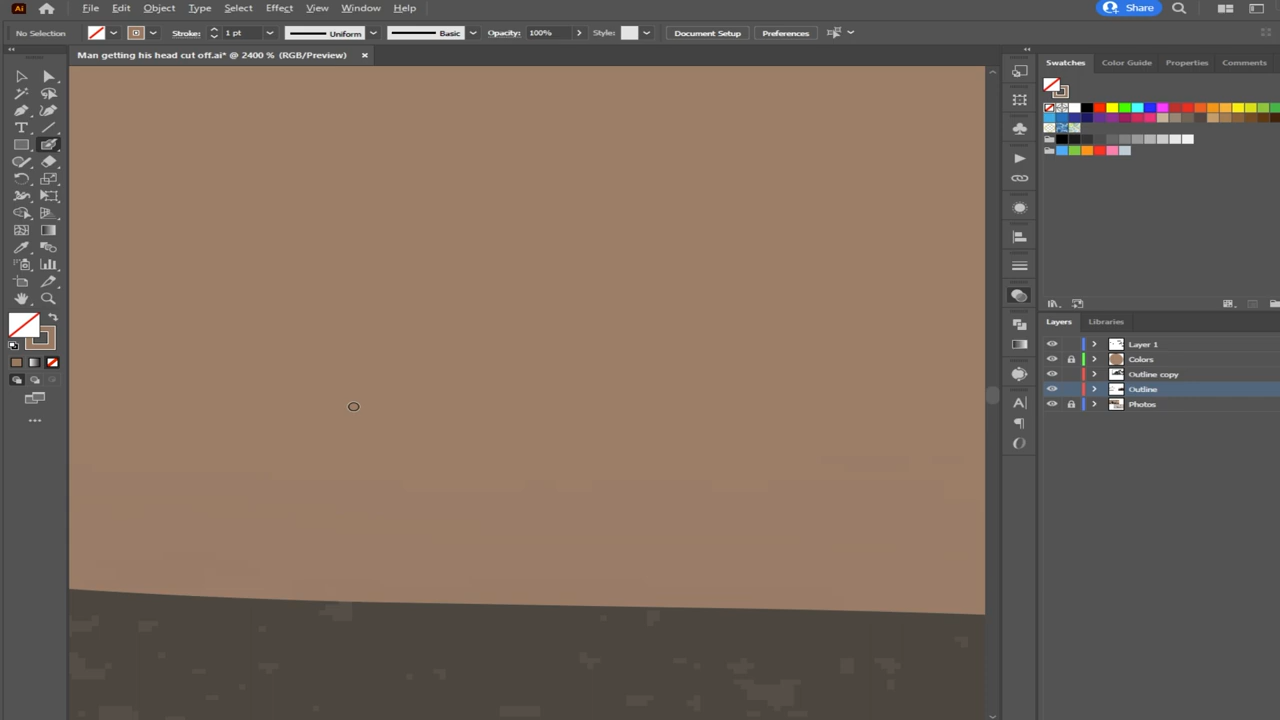 Ai File Edit Object Type Select Effect View Window Help Share
No Selection Stroke: 1 pt Uniform Basic Opacity: 100% Style: Document Setup Preferences
Man getting his head cut off.ai* @ 2400 % (RGB/Preview) ×
Swatches Color Guide Properties Comments
Layers Libraries
Layer 1
Colors
Outline copy
Outline
Photos